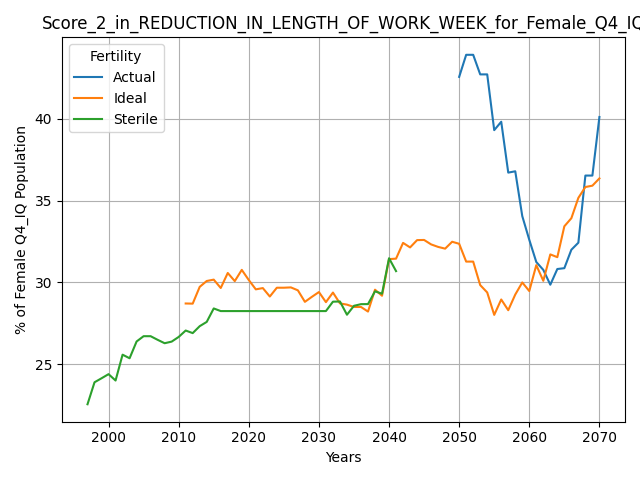 Score_2_in_REDUCTION_IN_LENGTH_OF_WORK_WEEK_for_Female_Q4_IQ
Fertility
Actual
Ideal
Sterile
% of Female Q4_IQ Population
40
35
30
25
2000 2010 2020 2030 2040 2050 2060 2070
Years